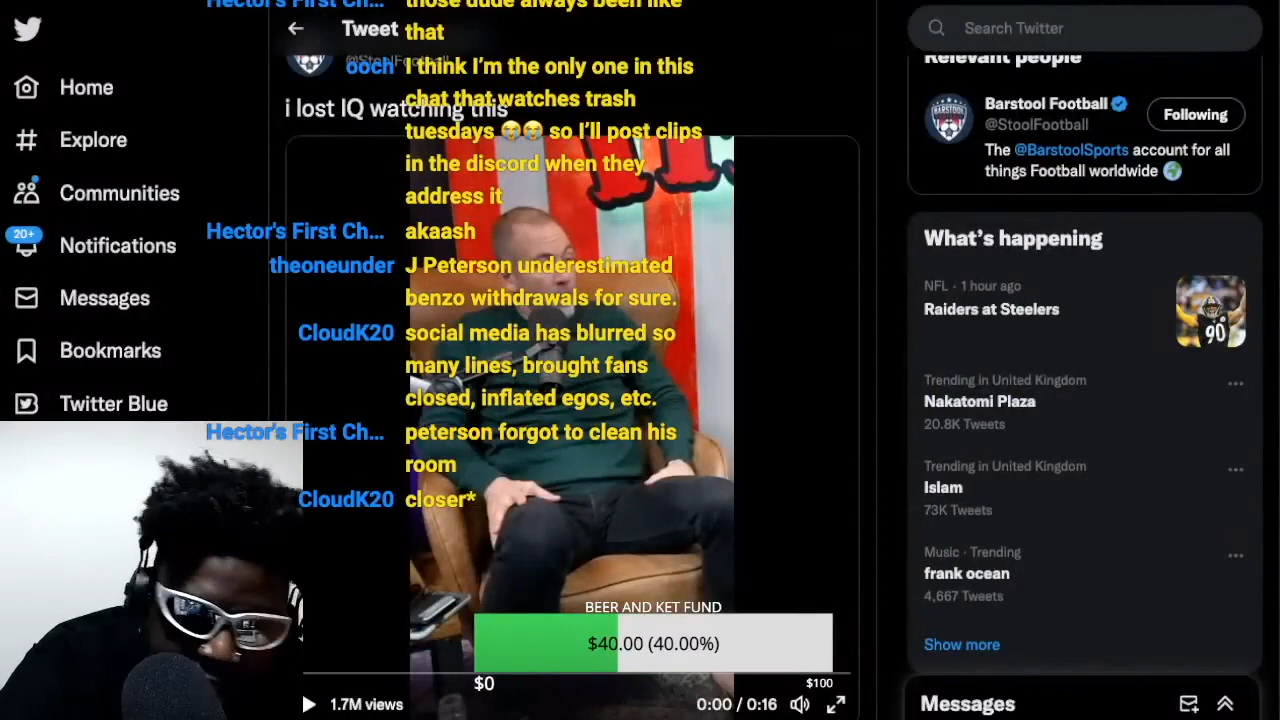 Hector's First Ch... those dude always been like
that
Tweet
@StoolFootball
ooch I think I'm the only one in this
chat that watches trash
tuesdays 😭😭 so I'll post clips
in the discord when they
address it
i lost IQ watching this
Hector's First Ch... akaash
theoneunder J Peterson underestimated
benzo withdrawals for sure.
CloudK20 social media has blurred so
many lines, brought fans
closed, inflated egos, etc.
Hector's First Ch... peterson forgot to clean his
room
CloudK20 closer*
Home
Explore
Communities
20+
Notifications
Messages
Bookmarks
Twitter Blue
BEER AND KET FUND
$40.00 (40.00%)
$0
$100
1.7M views
0:00 / 0:16
Search Twitter
Relevant people
BARSTOOL
Barstool Football
@StoolFootball
Following
The @BarstoolSports account for all
things Football worldwide 🌍
What's happening
NFL · 1 hour ago
Raiders at Steelers
90
Trending in United Kingdom
Nakatomi Plaza
20.8K Tweets
Trending in United Kingdom
Islam
73K Tweets
Music · Trending
frank ocean
4,667 Tweets
Show more
Messages